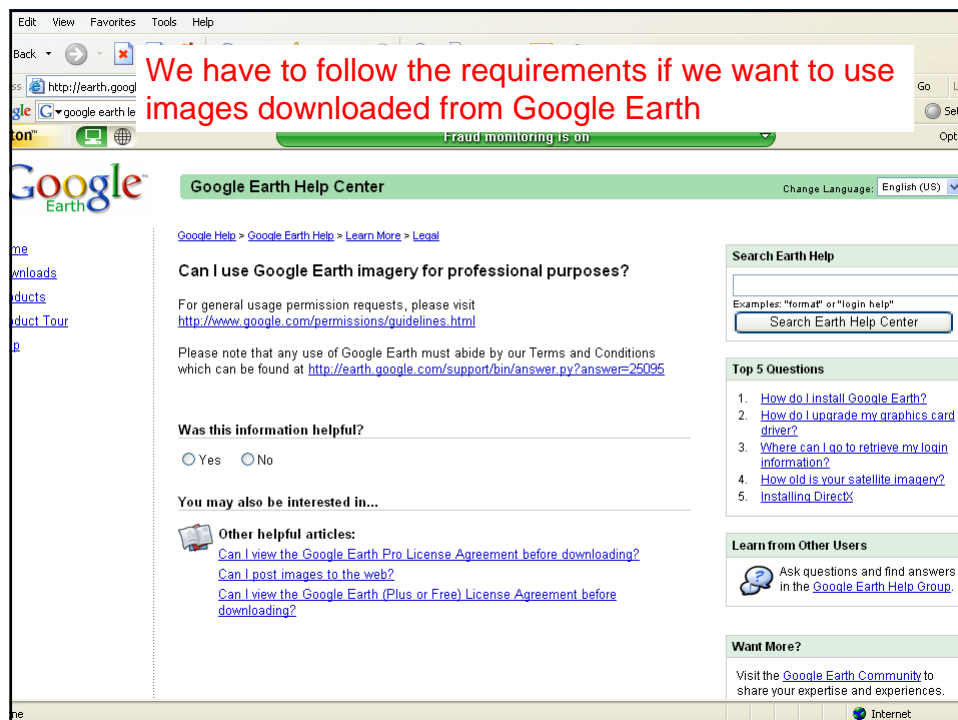 Edit View Favorites Tools Help
We have to follow the requirements if we want to use
images downloaded from Google Earth
Back
http://earth.googl
Go
google earth le
Fraud monitoring is on
Google™
Earth
Google Earth Help Center
Change Language: English (US)
Google Help > Google Earth Help > Learn More > Legal
Can I use Google Earth imagery for professional purposes?
For general usage permission requests, please visit
http://www.google.com/permissions/guidelines.html
Please note that any use of Google Earth must abide by our Terms and Conditions
which can be found at http://earth.google.com/support/bin/answer.py?answer=25095
Was this information helpful?
Yes No
You may also be interested in...
Other helpful articles:
Can I view the Google Earth Pro License Agreement before downloading?
Can I post images to the web?
Can I view the Google Earth (Plus or Free) License Agreement before
downloading?
me
wnloads
oducts
oduct Tour
p
Search Earth Help
Examples: "format" or "login help"
Search Earth Help Center
Top 5 Questions
1. How do I install Google Earth?
2. How do I upgrade my graphics card
driver?
3. Where can I go to retrieve my login
information?
4. How old is your satellite imagery?
5. Installing DirectX
Learn from Other Users
Ask questions and find answers
in the Google Earth Help Group.
Want More?
Visit the Google Earth Community to
share your expertise and experiences.
ne
Internet